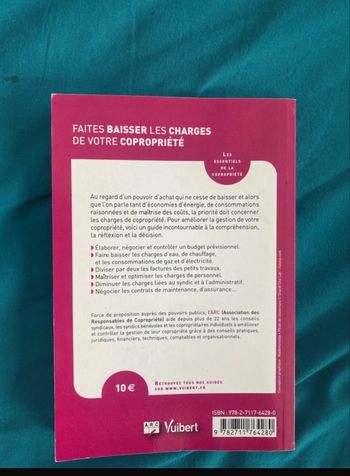 FAITES BAISSER LES CHARGES
DE VOTRE COPROPRIÉTÉ
LES
ESSENTIELS
DE LA
COPROPRIÉTÉ
Au regard d'un pouvoir d'achat qui ne cesse de baisser et alors
que l'on parle tant d'économies d'énergie, de consommations
raisonnées et de maîtrise des coûts, la priorité doit concerner
les charges de copropriété. Pour améliorer la gestion de votre
copropriété, voici un guide incontournable à la compréhension,
la réflexion et la décision.
Élaborer, négocier et contrôler un budget prévisionnel.
Faire baisser les charges d'eau, de chauffage,
et les consommations de gaz et d'électricité.
Diviser par deux les factures des petits travaux.
Maîtriser et optimiser les charges de personnel.
Diminuer les charges liées au syndic et à l'administratif.
Négocier les contrats de maintenance, d'assurance...
Force de proposition auprès des pouvoirs publics, l'ARC (Association des
Responsables de Copropriété) aide depuis plus de 22 ans les conseils
syndicaux, les syndics bénévoles et les copropriétaires individuels à améliorer
et contrôler la gestion de leur copropriété grâce à des conseils pratiques,
juridiques, financiers, techniques, comptables et organisationnels.
10 €
RETROUVEZ TOUS NOS GUIDES
SUR WWW.VUIBERT.FR
ISBN : 978-2-7117-6428-0
ARC
Vuibert
9 782711 764280